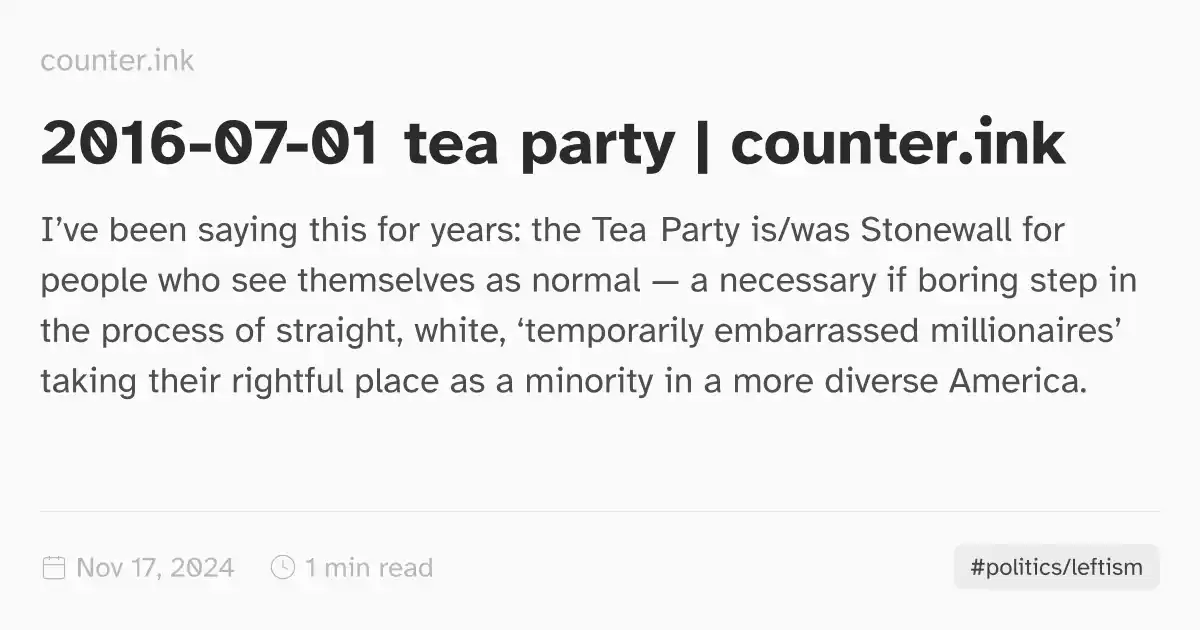 counter.ink
2016-07-01 tea party | counter.ink
I’ve been saying this for years: the Tea Party is/was Stonewall for
people who see themselves as normal — a necessary if boring step in
the process of straight, white, ‘temporarily embarrassed millionaires’
taking their rightful place as a minority in a more diverse America.
Nov 17, 2024 1 min read #politics/leftism